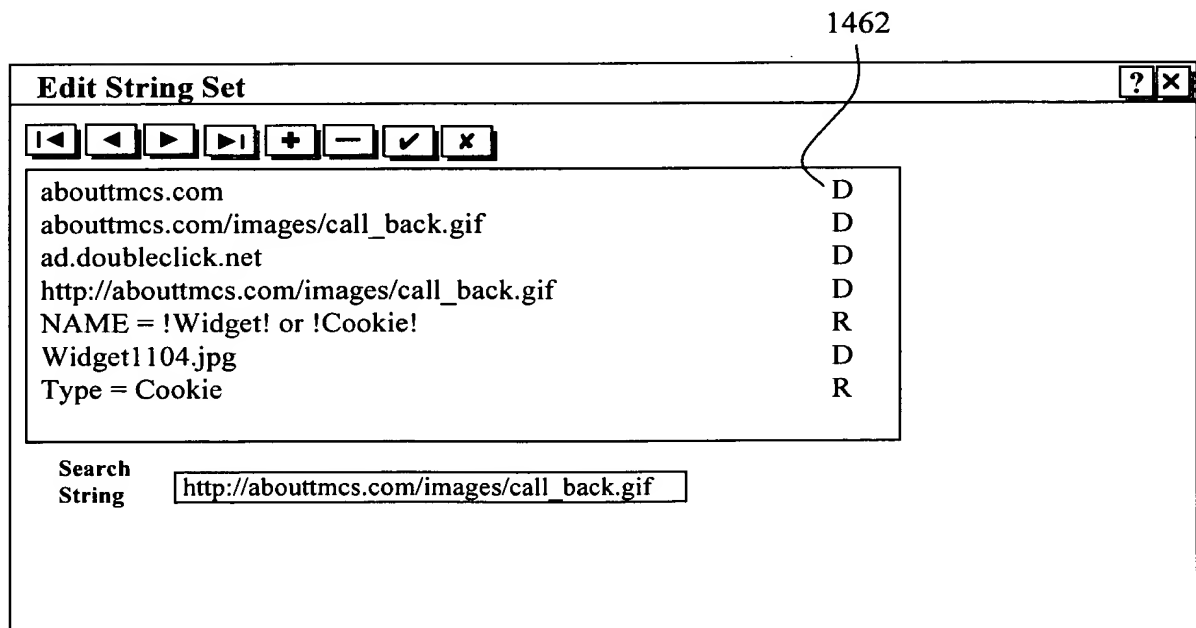 1462
Edit String Set
?
abouttmcs.com D
abouttmcs.com/images/call_back.gif D
ad.doubleclick.net D
http://abouttmcs.com/images/call_back.gif D
NAME = !Widget! or !Cookie! R
Widget1104.jpg D
Type = Cookie R
Search
String
http://abouttmcs.com/images/call_back.gif